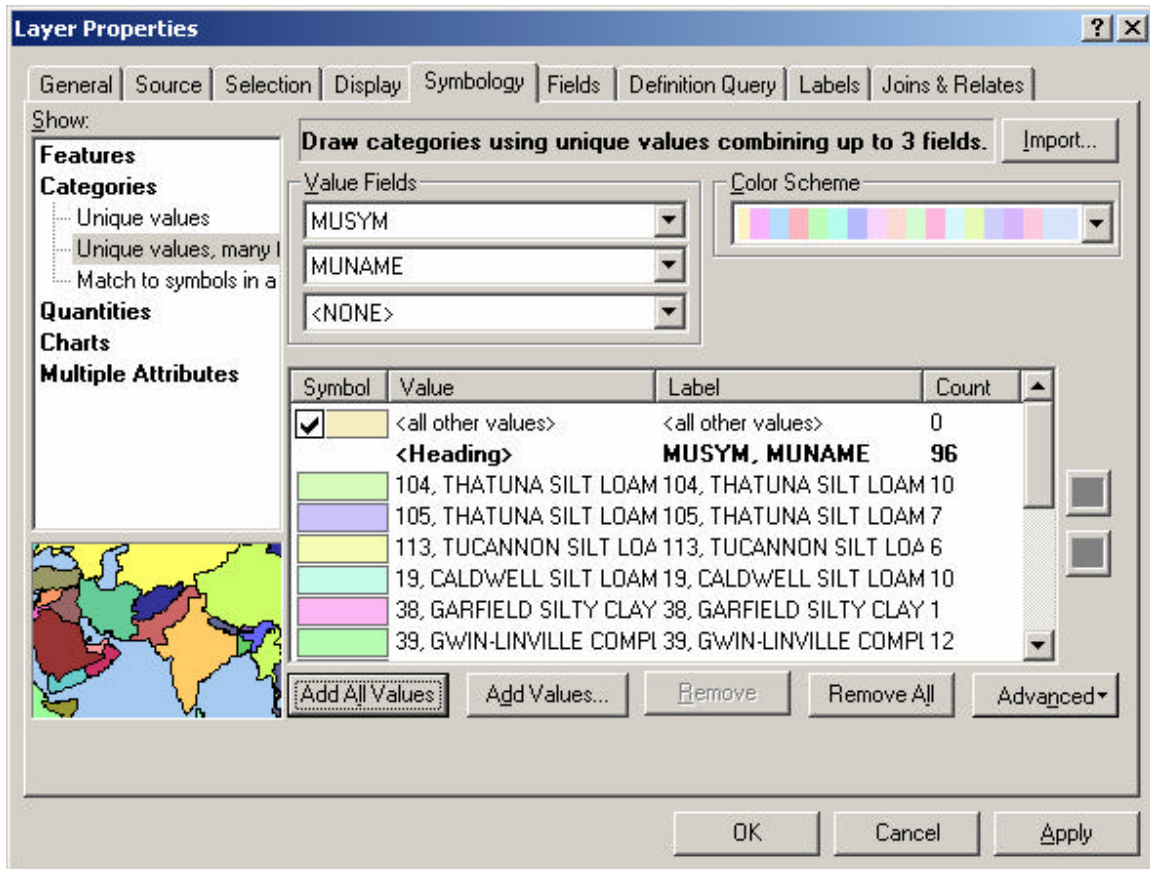 Layer Properties
General Source Selection Display Symbology Fields Definition Query Labels Joins & Relates
Show:
Features
Categories
Unique values
Unique values, many f
Match to symbols in a
Quantities
Charts
Multiple Attributes
Draw categories using unique values combining up to 3 fields.
Import...
Value Fields
MUSYM
MUNAME
<NONE>
Color Scheme
Symbol Value Label Count
<all other values> <all other values> 0
<Heading> MUSYM, MUNAME 96
104, THATUNA SILT LOAM 104, THATUNA SILT LOAM 10
105, THATUNA SILT LOAM 105, THATUNA SILT LOAM 7
113, TUCANNON SILT LOA 113, TUCANNON SILT LOA 6
19, CALDWELL SILT LOAM 19, CALDWELL SILT LOAM 10
38, GARFIELD SILTY CLAY 38, GARFIELD SILTY CLAY 1
39, GWIN-LINVILLE COMPL 39, GWIN-LINVILLE COMPL 12
Add All Values Add Values... Remove Remove All Advanced
OK Cancel Apply